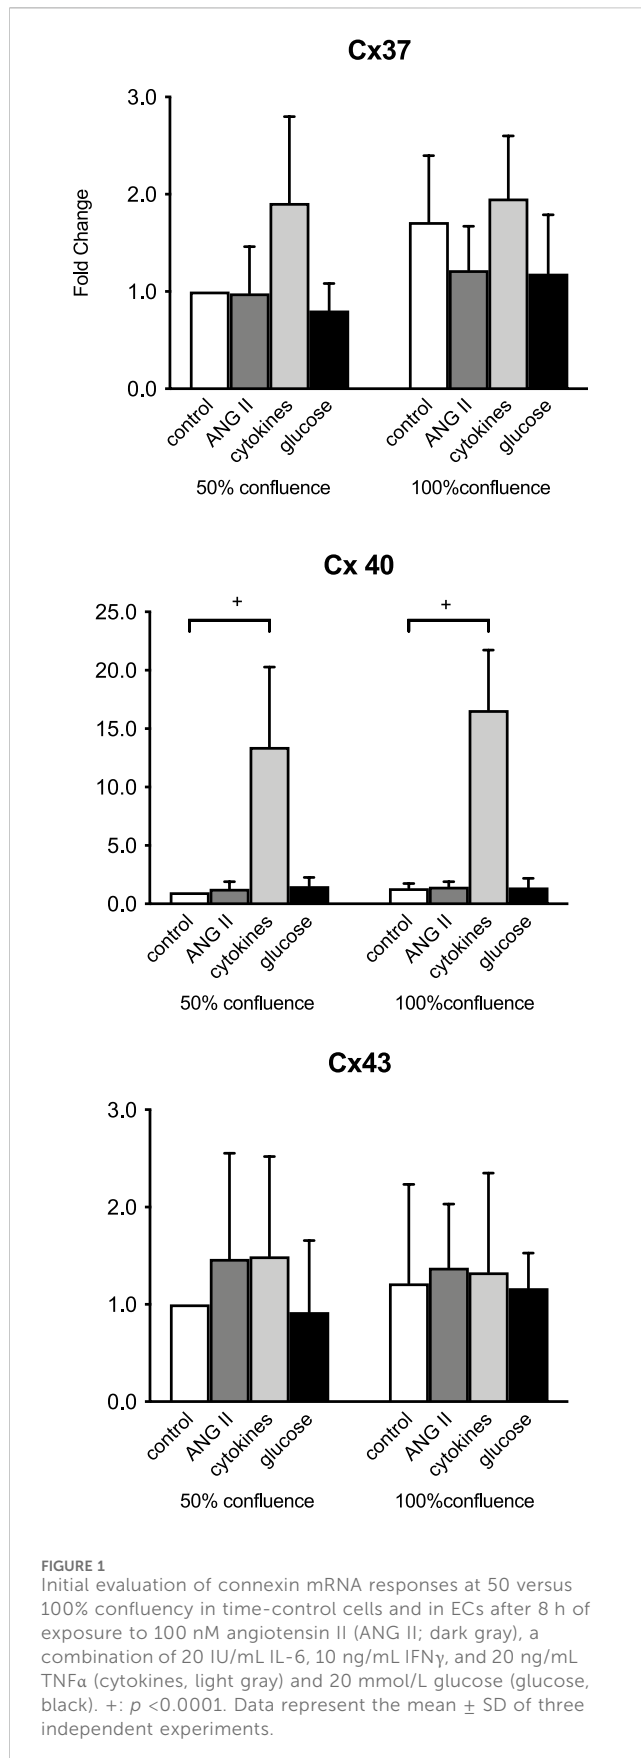 Cx37
3.0
2.0
1.0
0.0
Fold Change
control
ANG II
cytokines
glucose
control
ANG II
cytokines
glucose
50% confluence
100%confluence
Cx 40
25.0
20.0
15.0
10.0
5.0
0.0
+
+
control
ANG II
cytokines
glucose
control
ANG II
cytokines
glucose
50% confluence
100%confluence
Cx43
3.0
2.0
1.0
0.0
control
ANG II
cytokines
glucose
control
ANG II
cytokines
glucose
50% confluence
100%confluence
FIGURE 1
Initial evaluation of connexin mRNA responses at 50 versus
100% confluency in time-control cells and in ECs after 8 h of
exposure to 100 nM angiotensin II (ANG II; dark gray), a
combination of 20 IU/mL IL-6, 10 ng/mL IFNγ, and 20 ng/mL
TNFα (cytokines, light gray) and 20 mmol/L glucose (glucose,
black). +: p <0.0001. Data represent the mean ± SD of three
independent experiments.